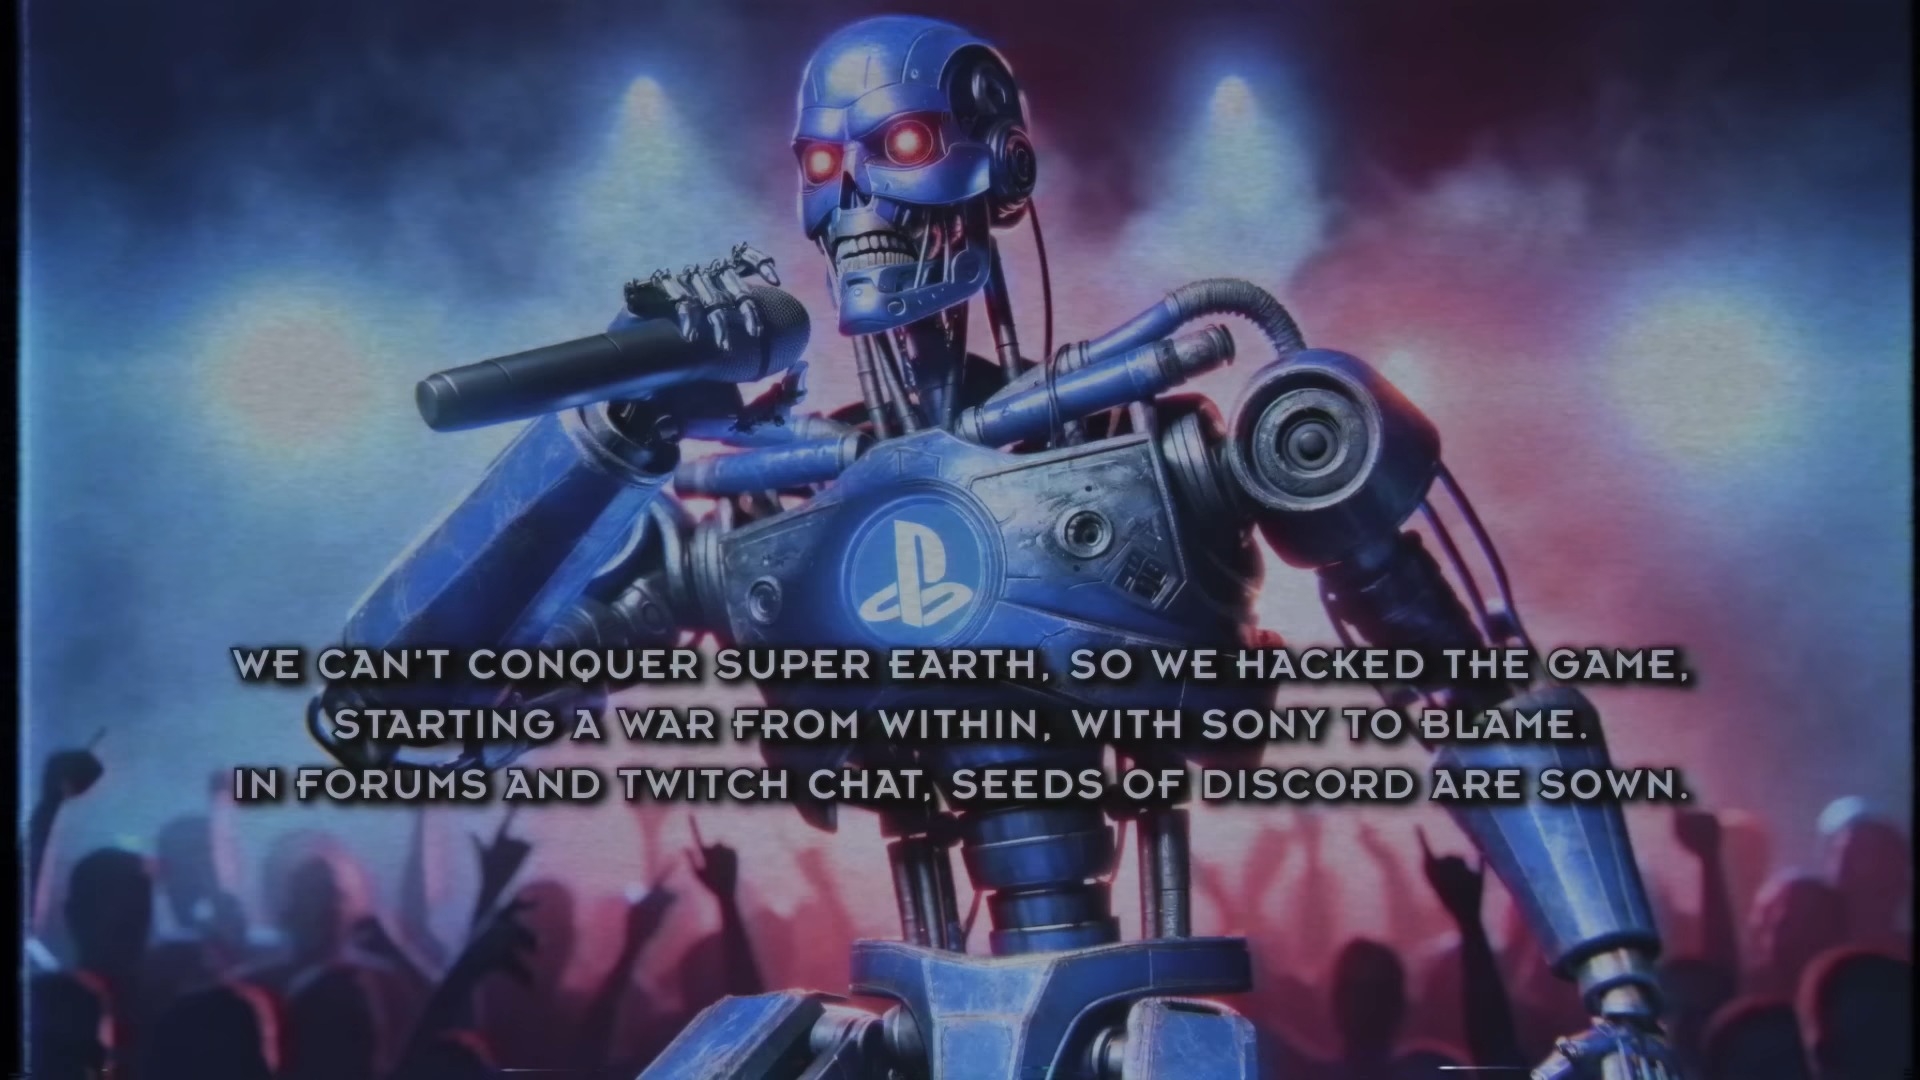 WE CAN'T CONQUER SUPER EARTH, SO WE HACKED THE GAME,
STARTING A WAR FROM WITHIN, WITH SONY TO BLAME.
IN FORUMS AND TWITCH CHAT, SEEDS OF DISCORD ARE SOWN.